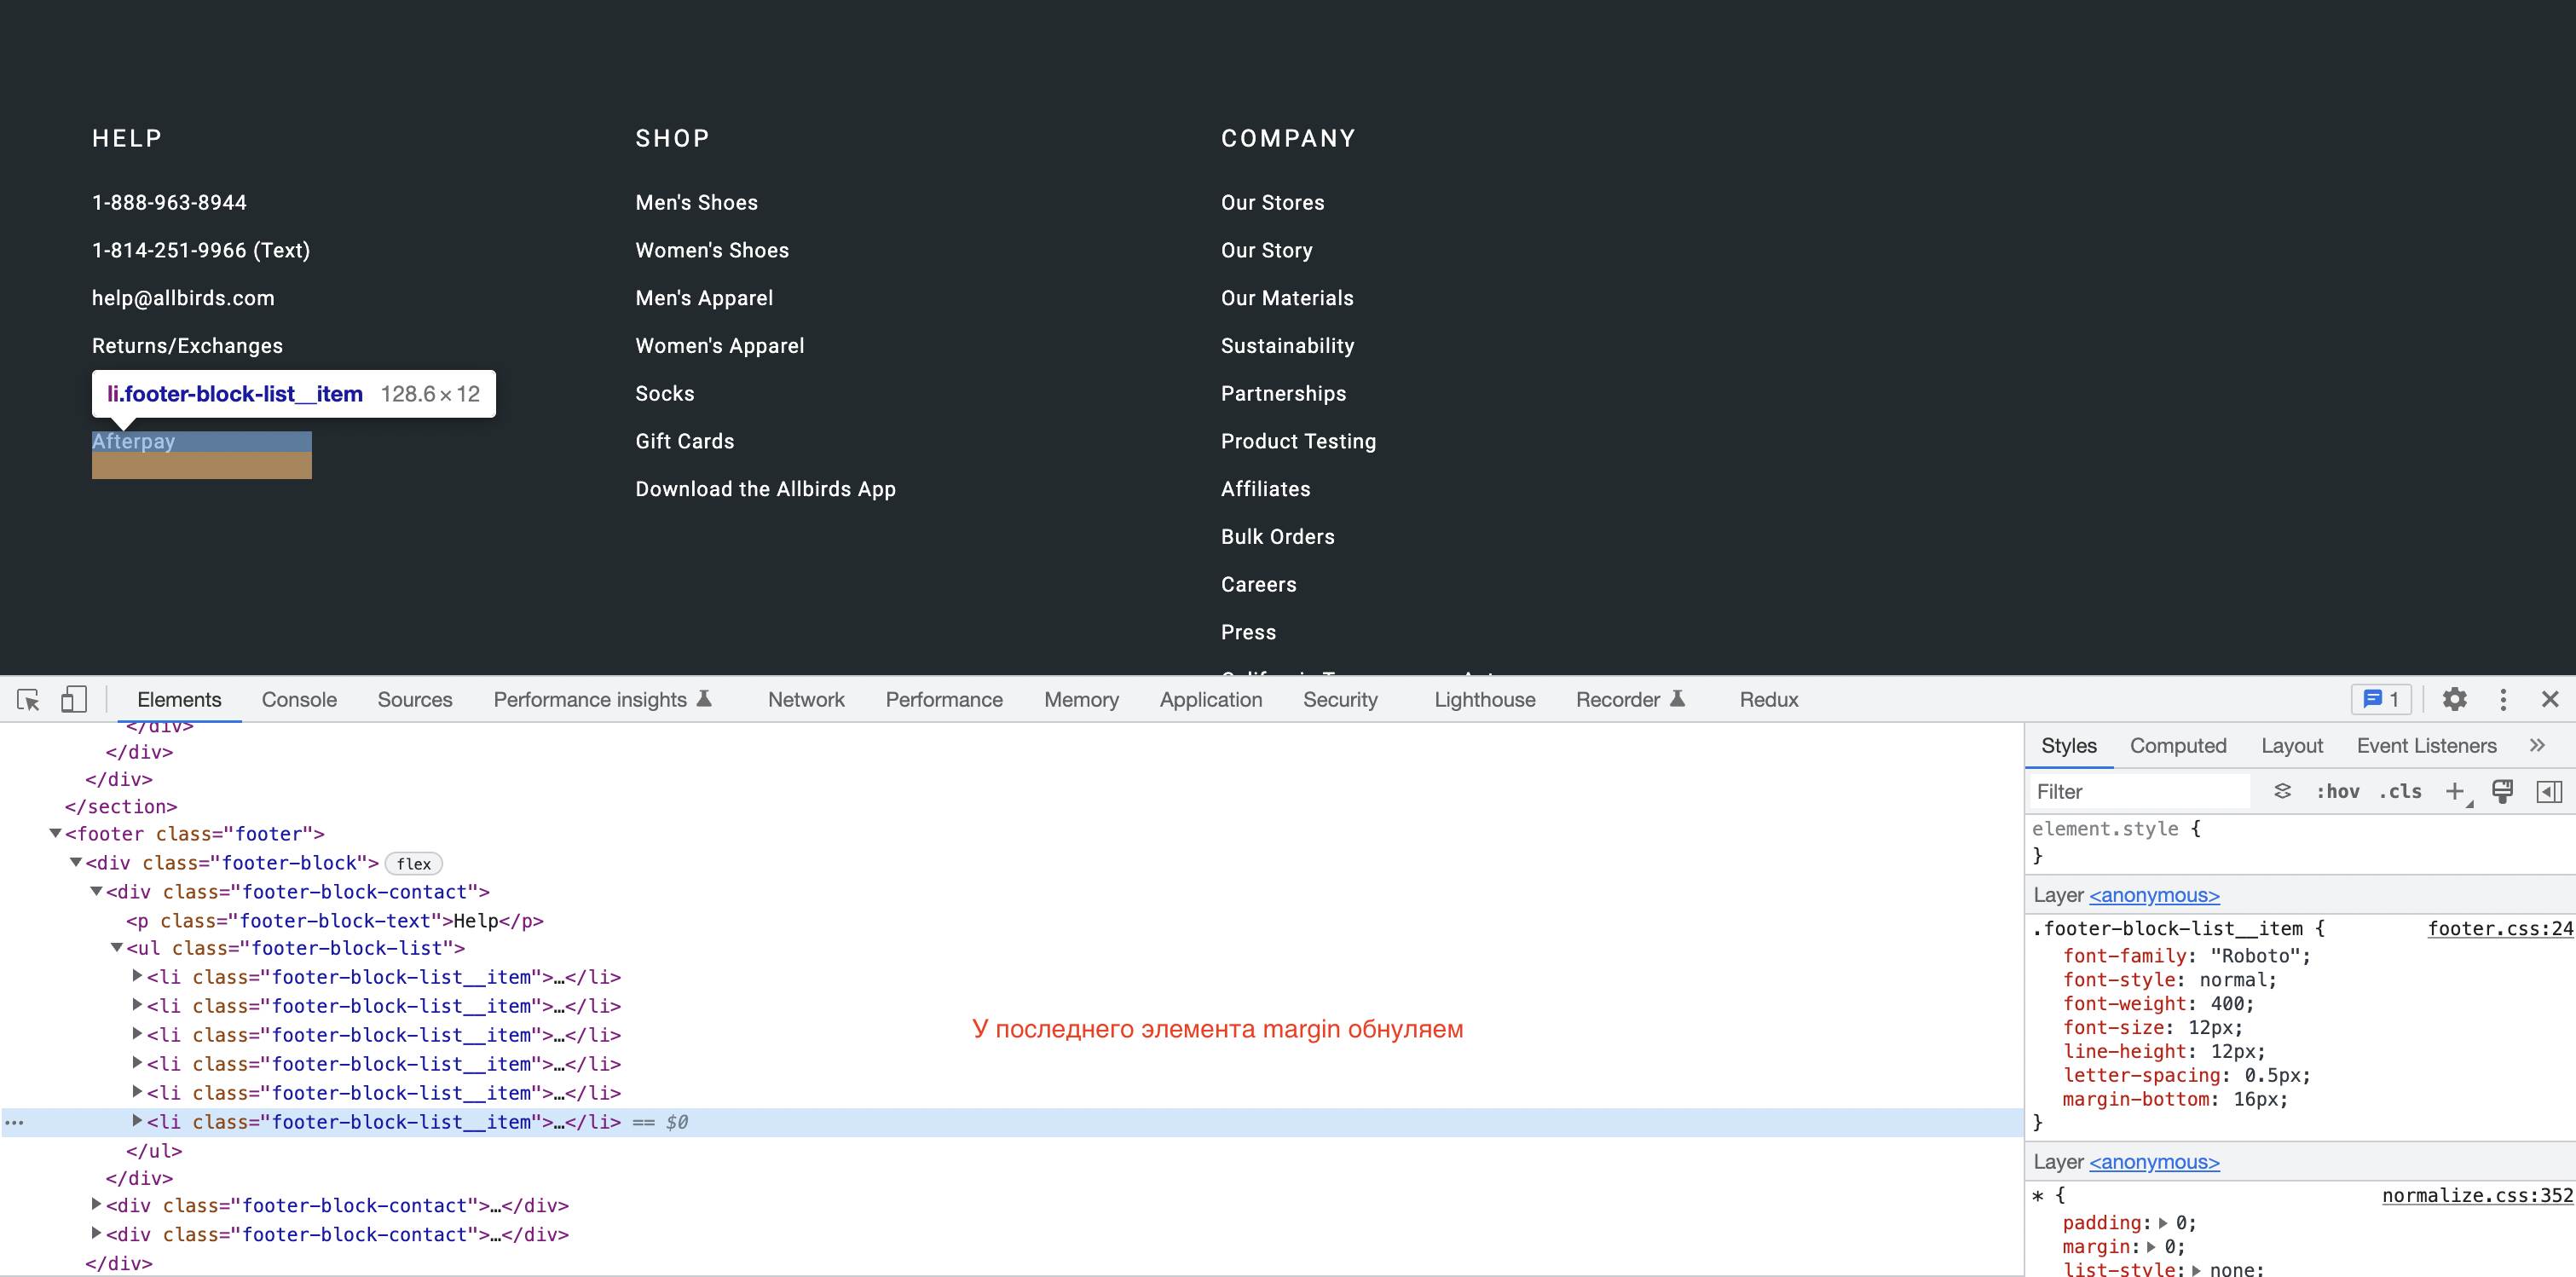 HELP
1-888-963-8944
1-814-251-9966 (Text)
help@allbirds.com
Returns/Exchanges
li.footer-block-list__item 128.6×12
Afterpay
SHOP
Men's Shoes
Women's Shoes
Men's Apparel
Women's Apparel
Socks
Gift Cards
Download the Allbirds App
COMPANY
Our Stores
Our Story
Our Materials
Sustainability
Partnerships
Product Testing
Affiliates
Bulk Orders
Careers
Press
Elements Console Sources Performance insights Network Performance Memory Application Security Lighthouse Recorder Redux 1
</div>
</div>
</div>
</section>
<footer class="footer">
<div class="footer-block"> flex
<div class="footer-block-contact">
<p class="footer-block-text">Help</p>
<ul class="footer-block-list">
<li class="footer-block-list__item">…</li>
<li class="footer-block-list__item">…</li>
<li class="footer-block-list__item">…</li>
<li class="footer-block-list__item">…</li>
<li class="footer-block-list__item">…</li>
<li class="footer-block-list__item">…</li> == $0
</ul>
</div>
<div class="footer-block-contact">…</div>
<div class="footer-block-contact">…</div>
</div>
У последнего элемента margin обнуляем
Styles Computed Layout Event Listeners »
Filter :hov .cls
element.style {
}
Layer <anonymous>
.footer-block-list__item { footer.css:24
font-family: "Roboto";
font-style: normal;
font-weight: 400;
font-size: 12px;
line-height: 12px;
letter-spacing: 0.5px;
margin-bottom: 16px;
}
Layer <anonymous>
* { normalize.css:352
padding: 0;
margin: 0;
list-style: none;